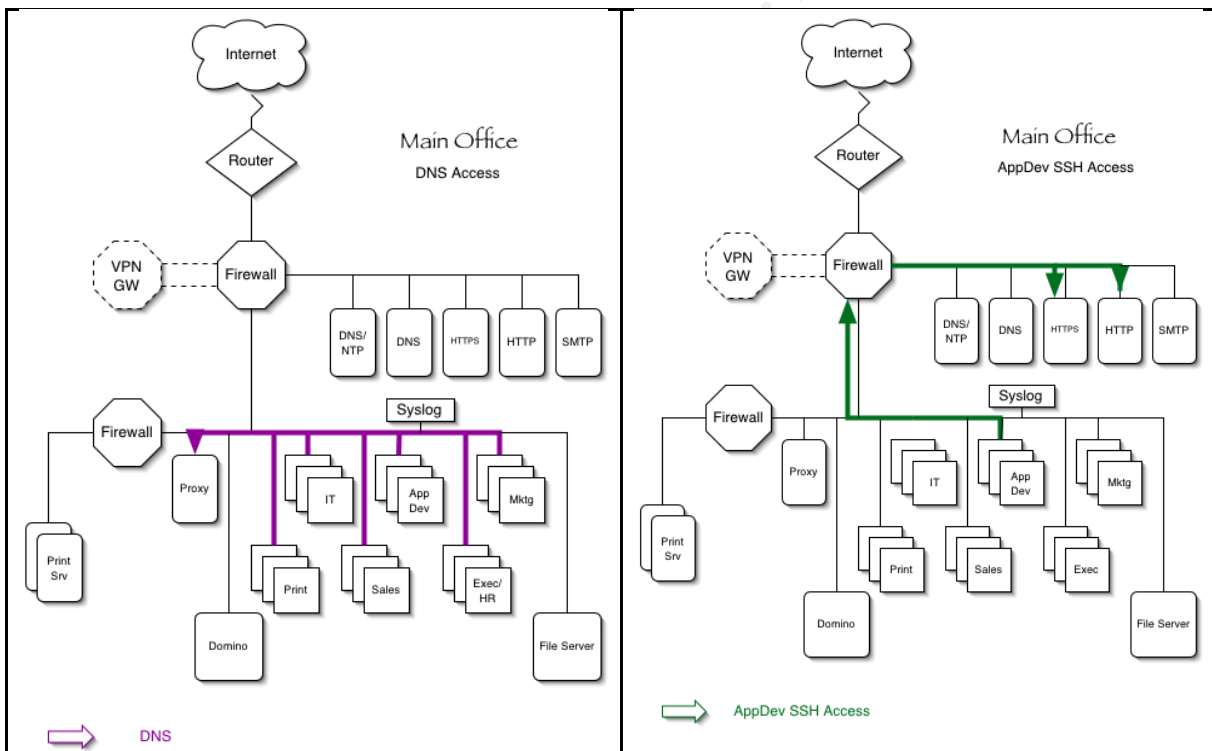 Internet
Main Office
Router
DNS Access
VPN
GW
Firewall
DNS/
NTP
DNS
HTTPS
HTTP
SMTP
Syslog
Firewall
Proxy
IT
App
Dev
Mktg
Print
Srv
Print
Sales
Exec/
HR
Domino
File Server
DNS
Internet
Main Office
Router
AppDev SSH Access
VPN
GW
Firewall
DNS/
NTP
DNS
HTTPS
HTTP
SMTP
Syslog
Firewall
Proxy
IT
App
Dev
Mktg
Print
Srv
Print
Sales
Exec
Domino
File Server
AppDev SSH Access